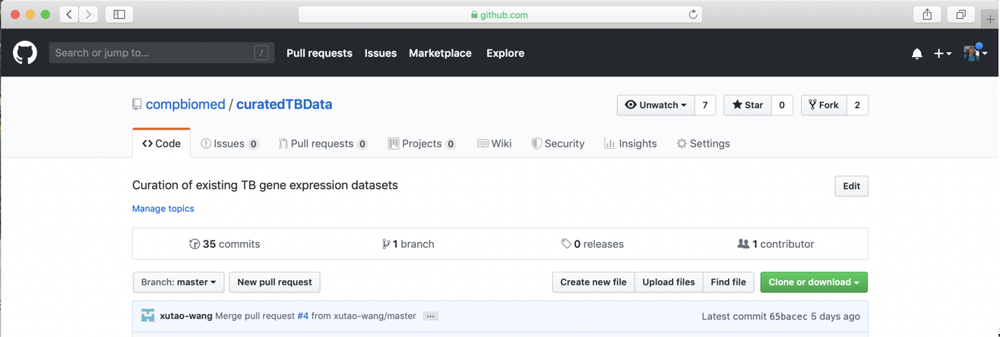 github.com
Search or jump to... /
Pull requests Issues Marketplace Explore
compbiomed / curatedTBData
Unwatch 7 Star 0 Fork 2
Code Issues 0 Pull requests 0 Projects 0 Wiki Security Insights Settings
Curation of existing TB gene expression datasets
Edit
Manage topics
35 commits 1 branch 0 releases 1 contributor
Branch: master New pull request Create new file Upload files Find file Clone or download
xutao-wang Merge pull request #4 from xutao-wang/master ... Latest commit 65bacec 5 days ago